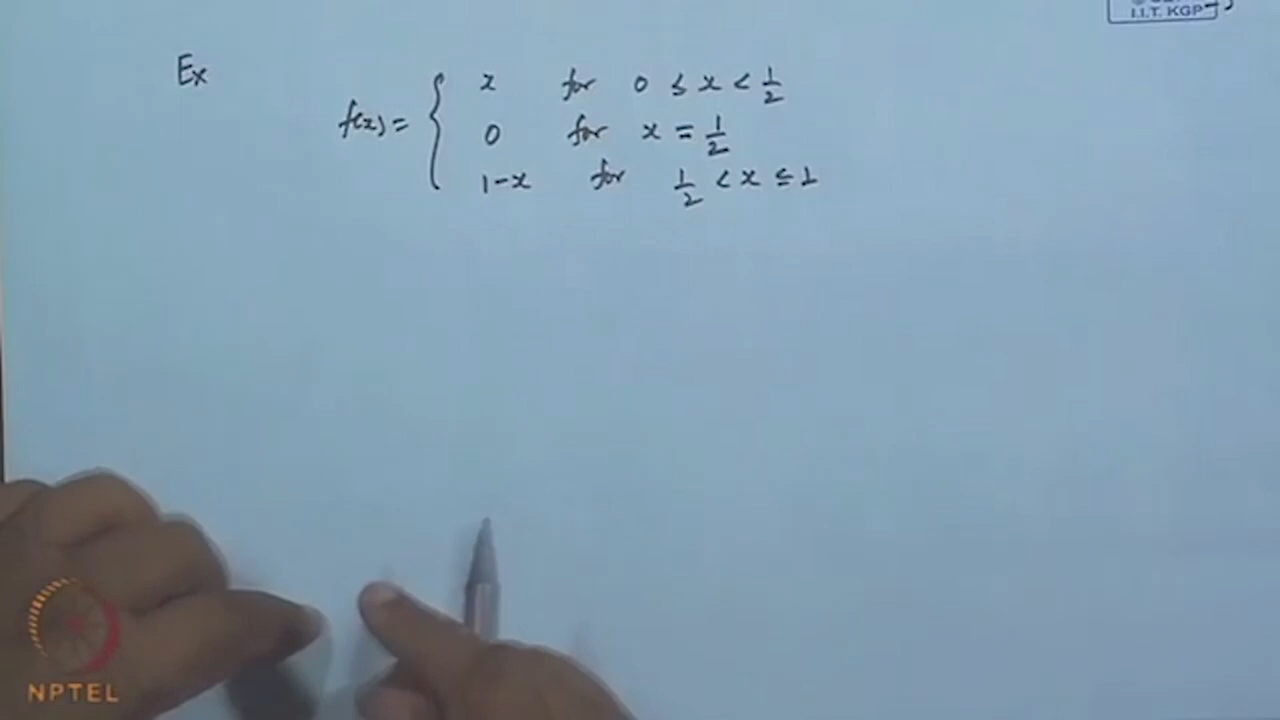 I.I.T. KGP
Ex
f(x) = { x for 0 ≤ x < 1/2
0 for x = 1/2
1-x for 1/2 < x ≤ 1
NPTEL